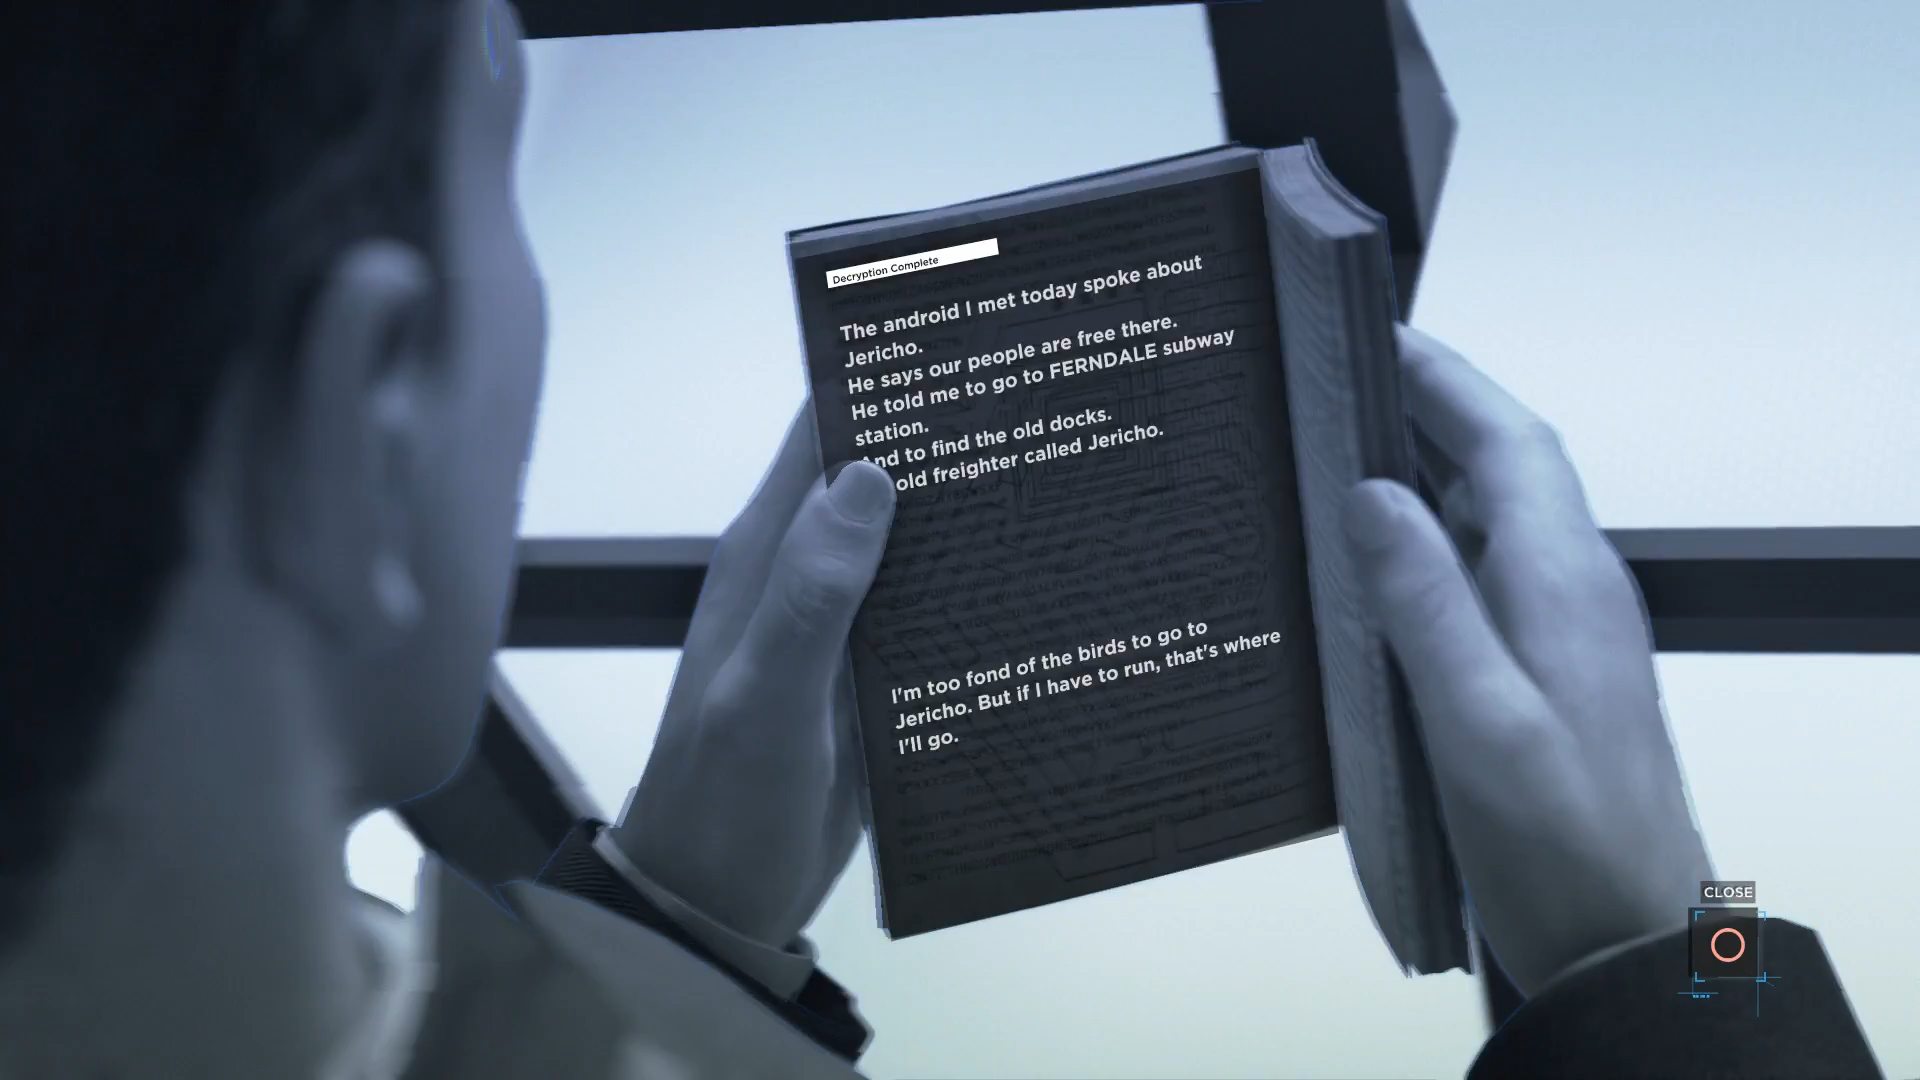 Decryption Complete
The android I met today spoke about
Jericho.
He says our people are free there.
He told me to go to FERNDALE subway
station.
And to find the old docks.
old freighter called Jericho.
I'm too fond of the birds to go to
Jericho. But if I have to run, that's where
I'll go.
CLOSE